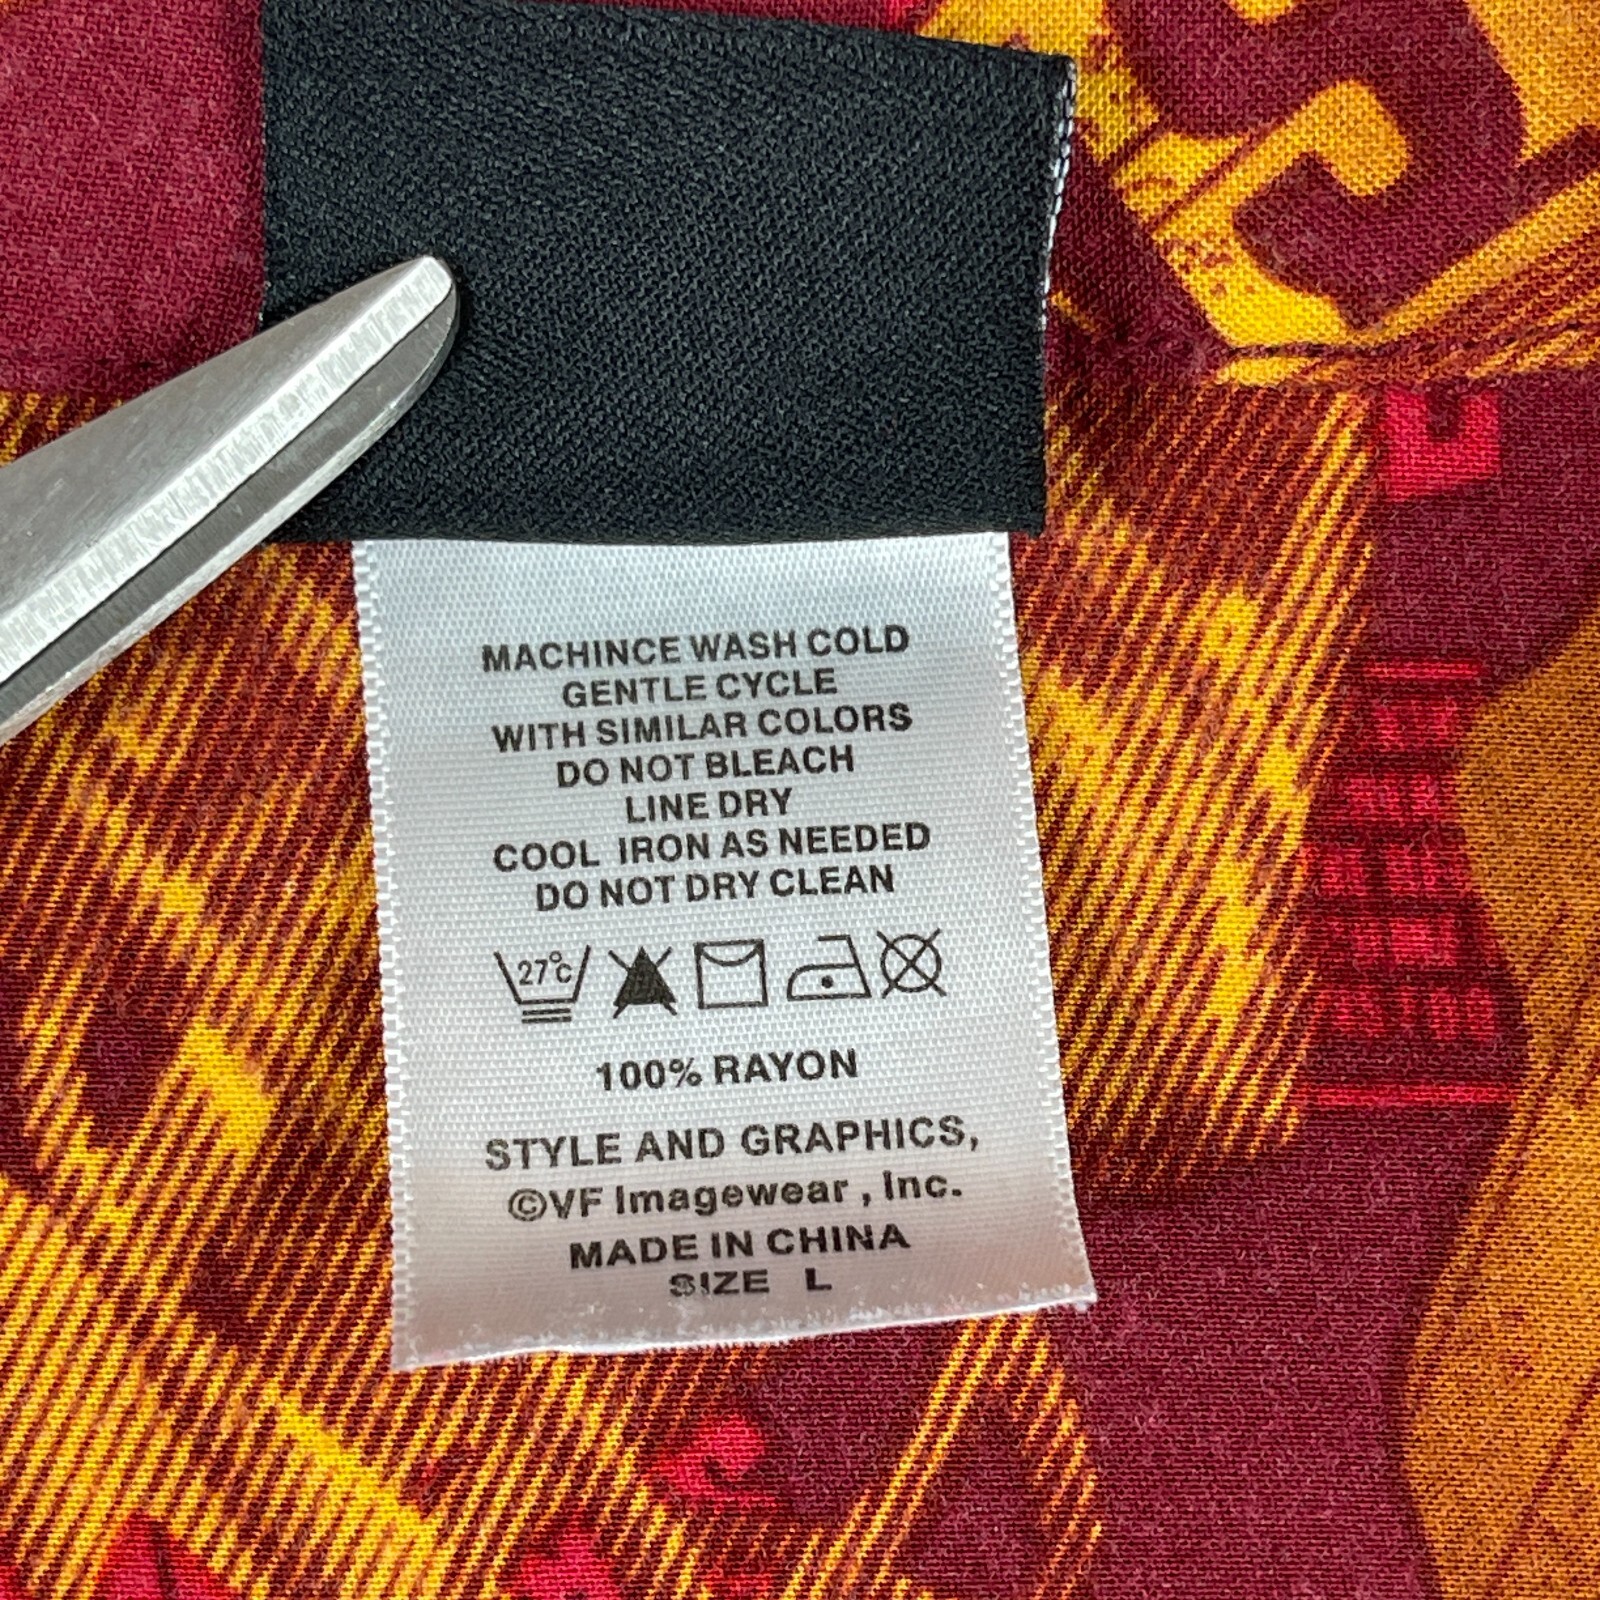 MACHINCE WASH COLD
GENTLE CYCLE
WITH SIMILAR COLORS
DO NOT BLEACH
LINE DRY
COOL IRON AS NEEDED
DO NOT DRY CLEAN
27°c
100% RAYON
STYLE AND GRAPHICS,
©VF Imagewear , Inc.
MADE IN CHINA
SIZE L